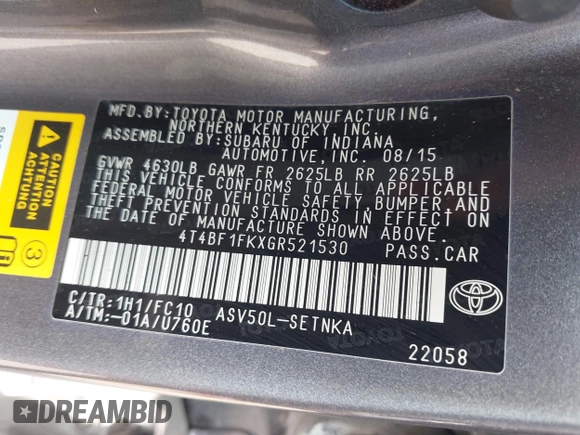 MFD.BY:TOYOTA MOTOR MANUFACTURING,
NORTHERN KENTUCKY,INC.
ASSEMBLED BY:SUBARU OF INDIANA
AUTOMOTIVE,INC. 08/15
GVWR 4630LB GAWR FR 2625LB RR 2625LB
THIS VEHICLE CONFORMS TO ALL APPLICABLE
FEDERAL MOTOR VEHICLE SAFETY,BUMPER,AND
THEFT PREVENTION STANDARDS IN EFFECT ON
THE DATE OF MANUFACTURE SHOWN ABOVE.
4T4BF1FKXGR521530 PASS.CAR
C/TR:1H1/FC10
A/TM:-01A/U760E
ASV50L-SETNKA
TOYOTA
22058
CAUTION
ATTENTION
ACHTUNG
3
DREAMBID